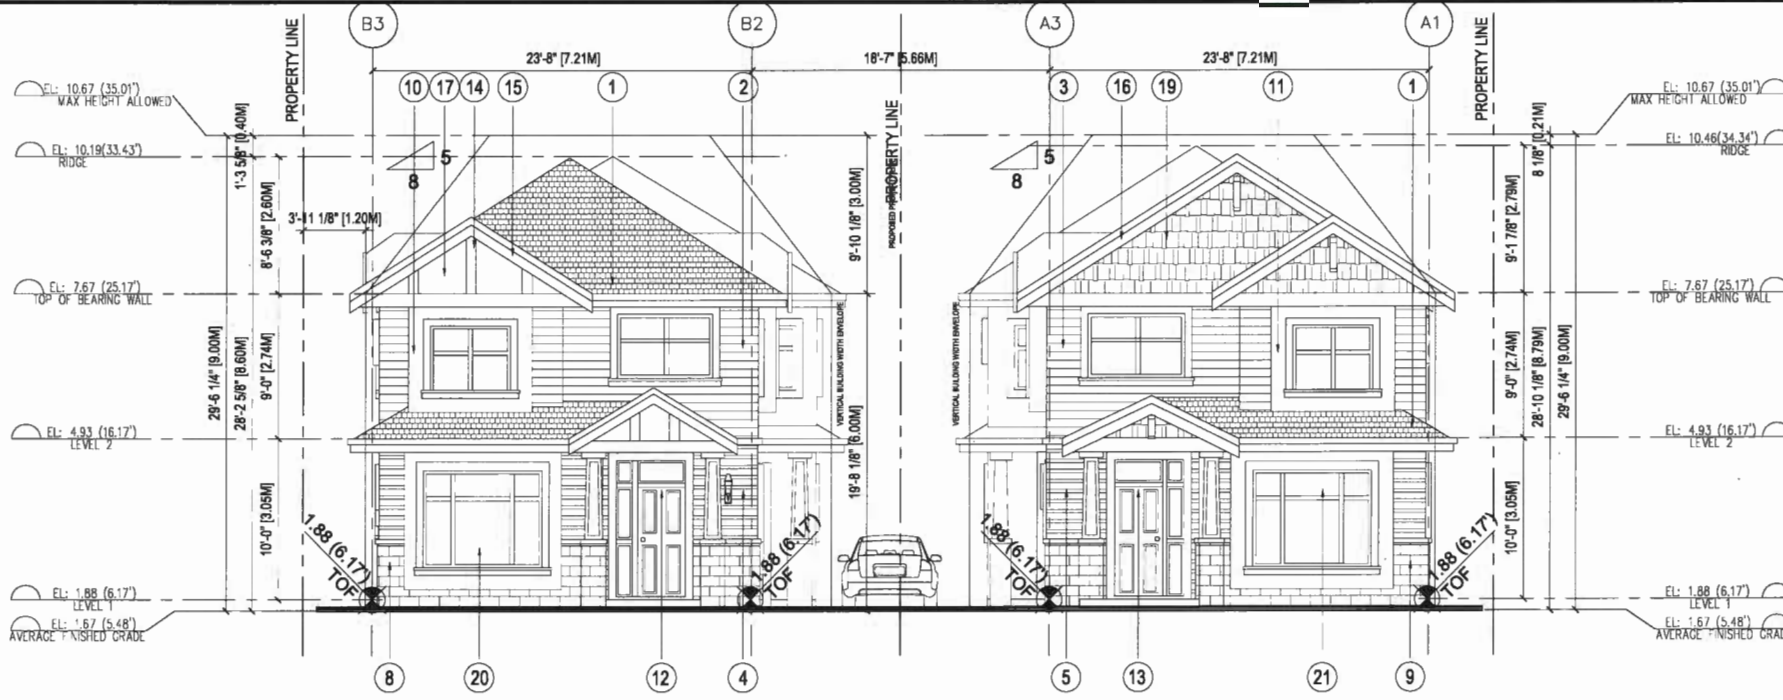 B3 B2 A3 A1
PROPERTY LINE
PROPERTY LINE
23'-8" [7.21M] 18'-7" [5.66M] 23'-8" [7.21M]
10 17 14 15 1 2 3 16 19 11 1
EL: 10.67 (35.01')
MAX HEIGHT ALLOWED
EL: 10.67 (35.01')
MAX HEIGHT ALLOWED
1'-3 5/8" [0.40M]
PROPERTY LINE
8 1/8" [0.21M]
EL: 10.19(33.43')
RIDGE
5
8
5
8
EL: 10.46(34.34')
RIDGE
3'-11 1/8" [1.20M]
8'-6 3/8" [2.60M]
9'-10 1/8" [3.00M]
9'-1 7/8" [2.79M]
EL: 7.67 (25.17')
TOP OF BEARING WALL
EL: 7.67 (25.17')
TOP OF BEARING WALL
29'-6 1/4" [9.00M]
28'-2 5/8" [8.60M]
9'-0" [2.74M]
VERTICAL BUILDING WIDTH ENVELOPE
VERTICAL BUILDING WIDTH ENVELOPE
9'-0" [2.74M]
28'-10 1/8" [8.79M]
29'-6 1/4" [9.00M]
EL: 4.93 (16.17')
LEVEL 2
EL: 4.93 (16.17')
LEVEL 2
10'-0" [3.05M]
19'-8 1/8" [6.00M]
10'-0" [3.05M]
1.88 (6.17')
TOF
1.88 (6.17')
TOF
1.88 (6.17')
TOF
1.88 (6.17')
TOF
EL: 1.88 (6.17')
LEVEL 1
EL: 1.88 (6.17')
LEVEL 1
EL: 1.67 (5.48')
AVERAGE FINISHED GRADE
EL: 1.67 (5.48')
AVERAGE FINISHED GRAD
8 20 12 4 5 13 21 9